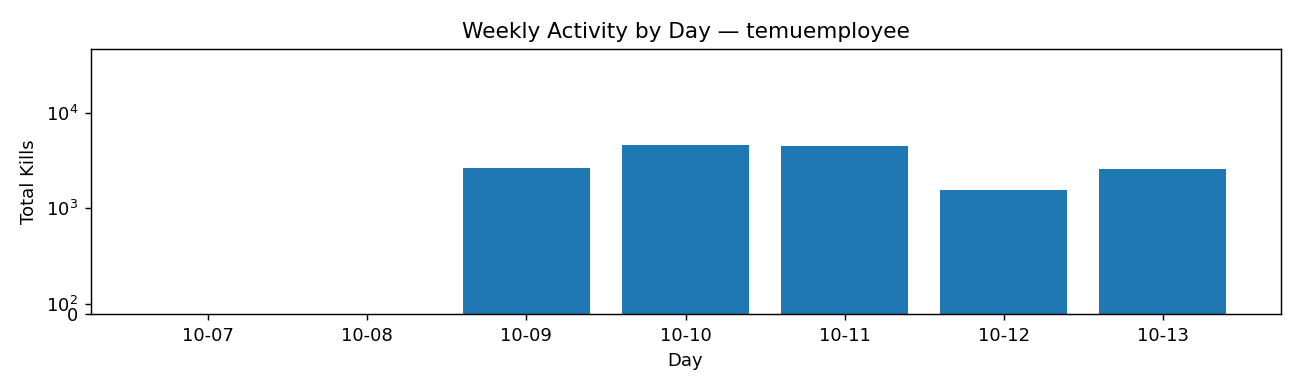 Weekly Activity by Day — temuemployee
Total Kills
10⁴
10³
10²
0
10-07 10-08 10-09 10-10 10-11 10-12 10-13
Day